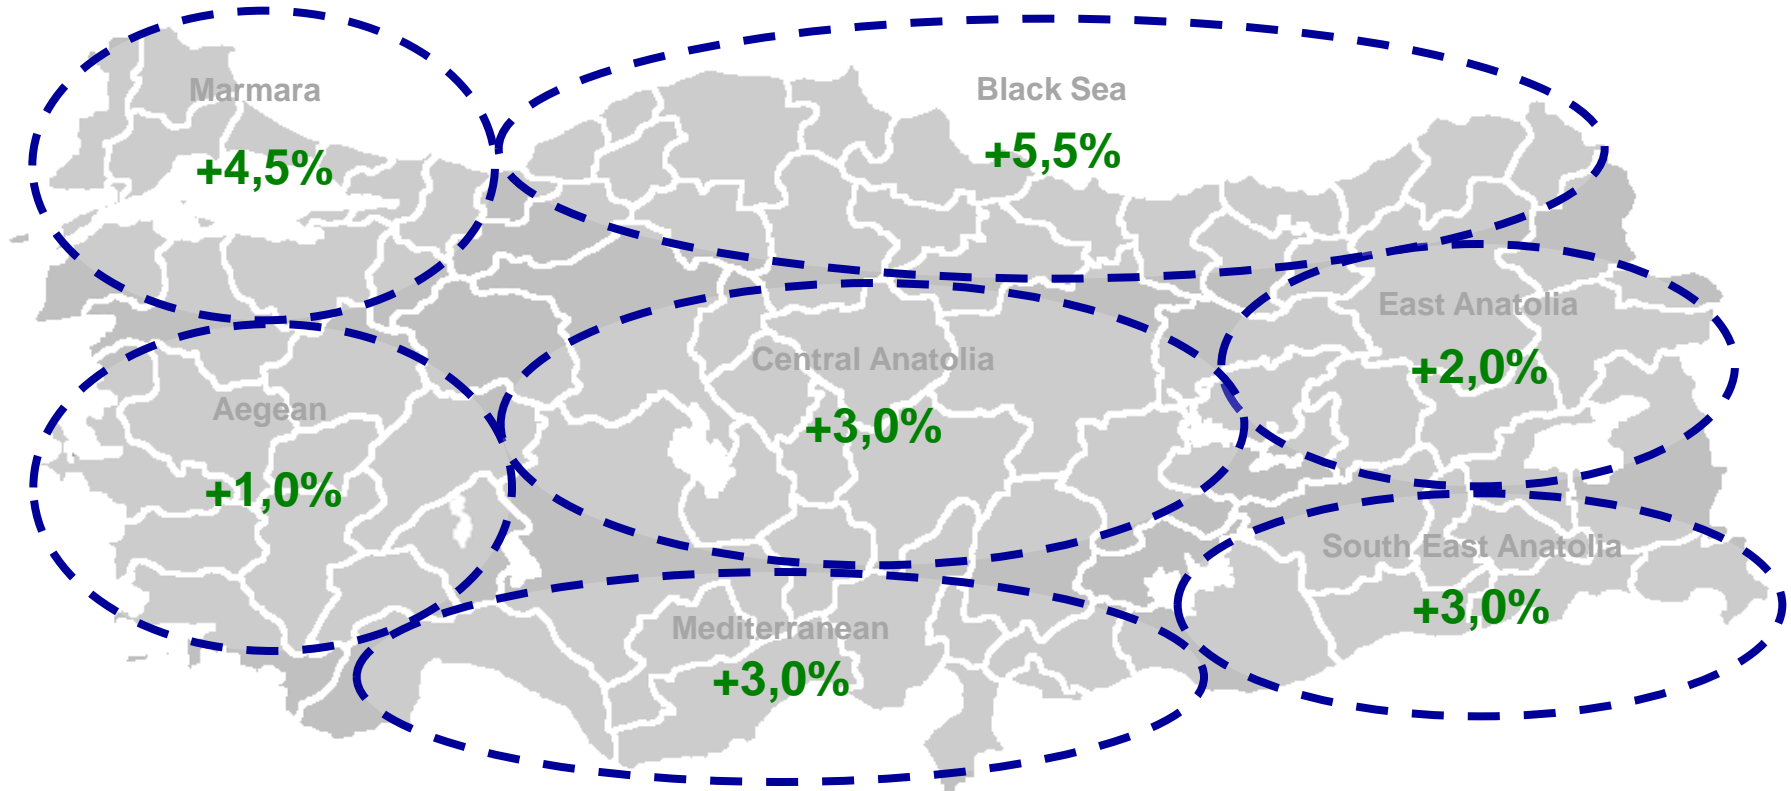 Marmara
+4,5%
Black Sea
+5,5%
East Anatolia
+2,0%
Central Anatolia
+3,0%
Aegean
+1,0%
South East Anatolia
+3,0%
Mediterranean
+3,0%